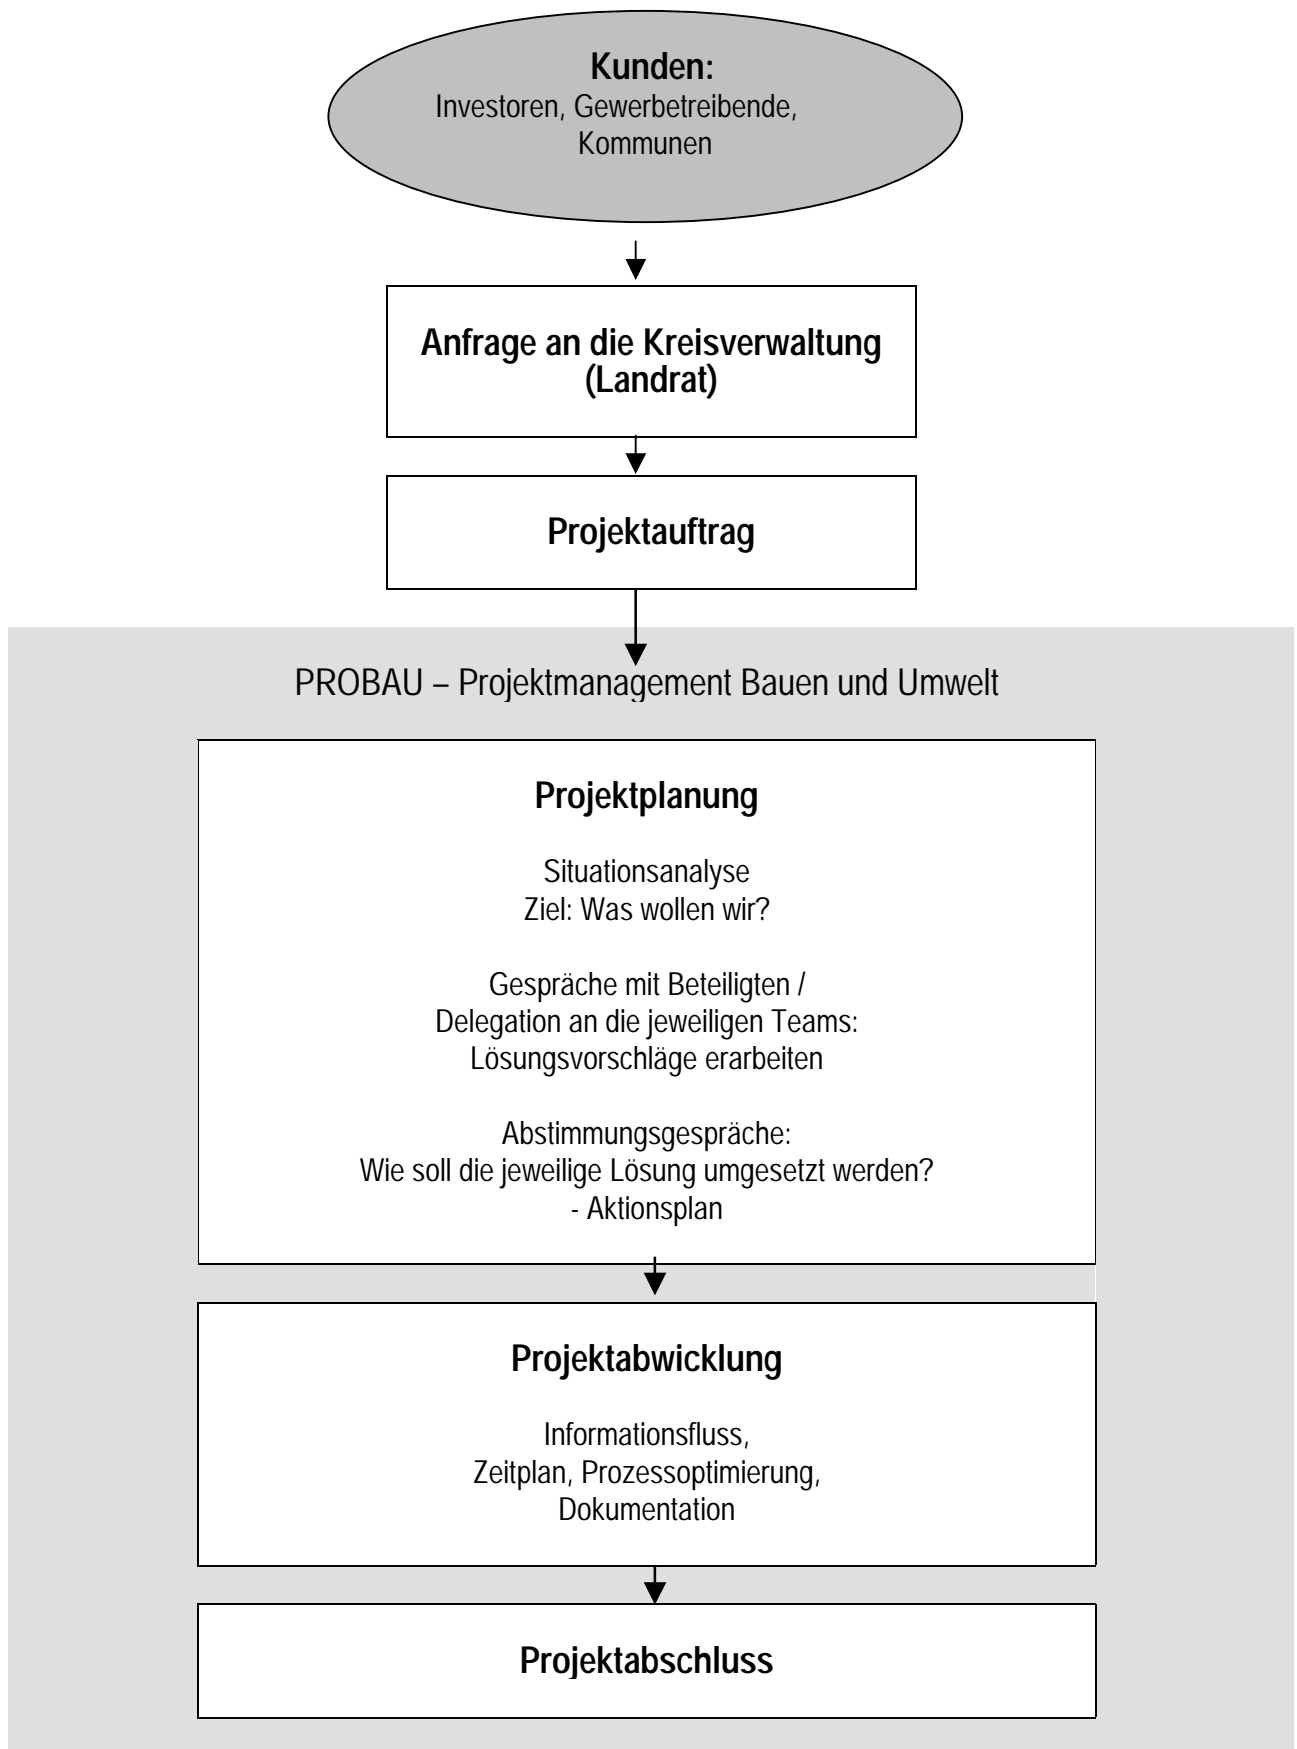 Kunden:
Investoren, Gewerbetreibende,
Kommunen
Anfrage an die Kreisverwaltung
(Landrat)
Projektauftrag
PROBAU – Projektmanagement Bauen und Umwelt
Projektplanung
Situationsanalyse
Ziel: Was wollen wir?
Gespräche mit Beteiligten /
Delegation an die jeweiligen Teams:
Lösungsvorschläge erarbeiten
Abstimmungsgespräche:
Wie soll die jeweilige Lösung umgesetzt werden?
- Aktionsplan
Projektabwicklung
Informationsfluss,
Zeitplan, Prozessoptimierung,
Dokumentation
Projektabschluss